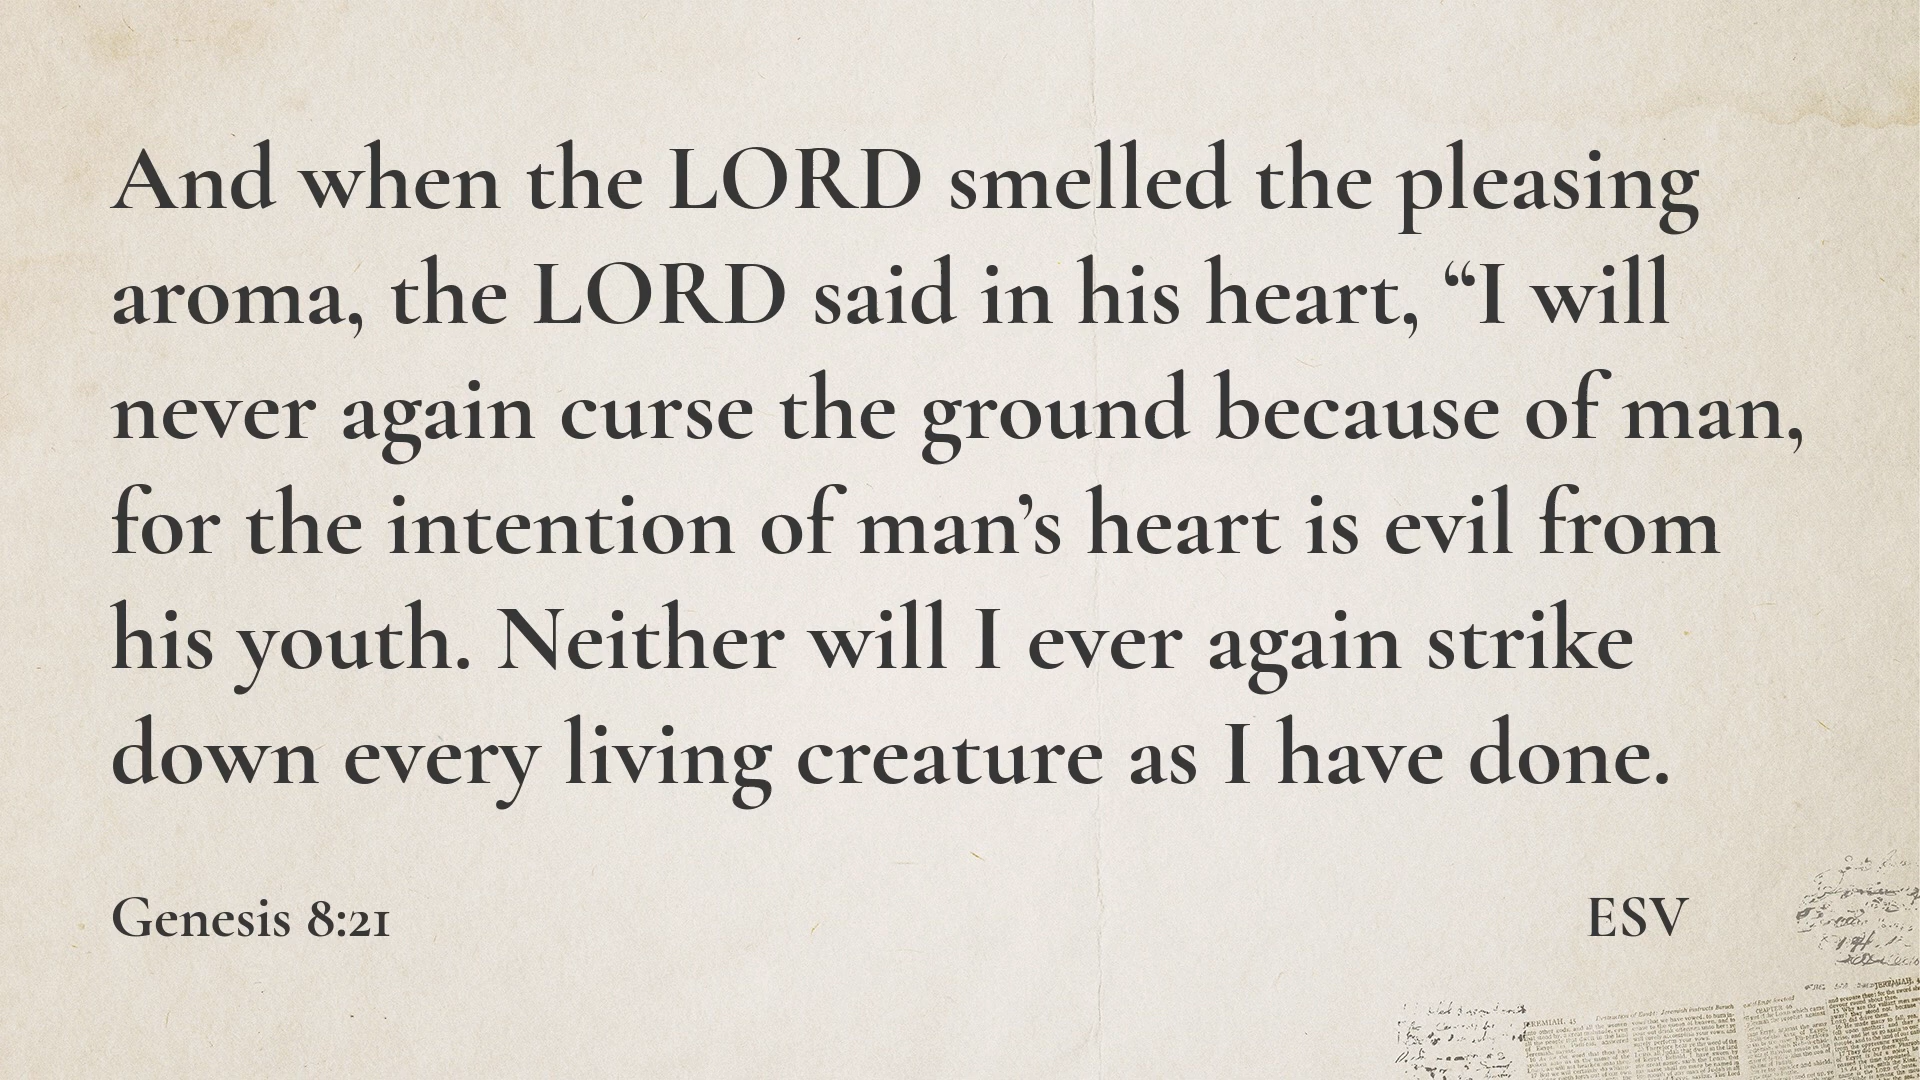 And when the LORD smelled the pleasing
aroma, the LORD said in his heart, “I will
never again curse the ground because of man,
for the intention of man’s heart is evil from
his youth. Neither will I ever again strike
down every living creature as I have done.
Genesis 8:21
ESV
JEREMIAH, 45